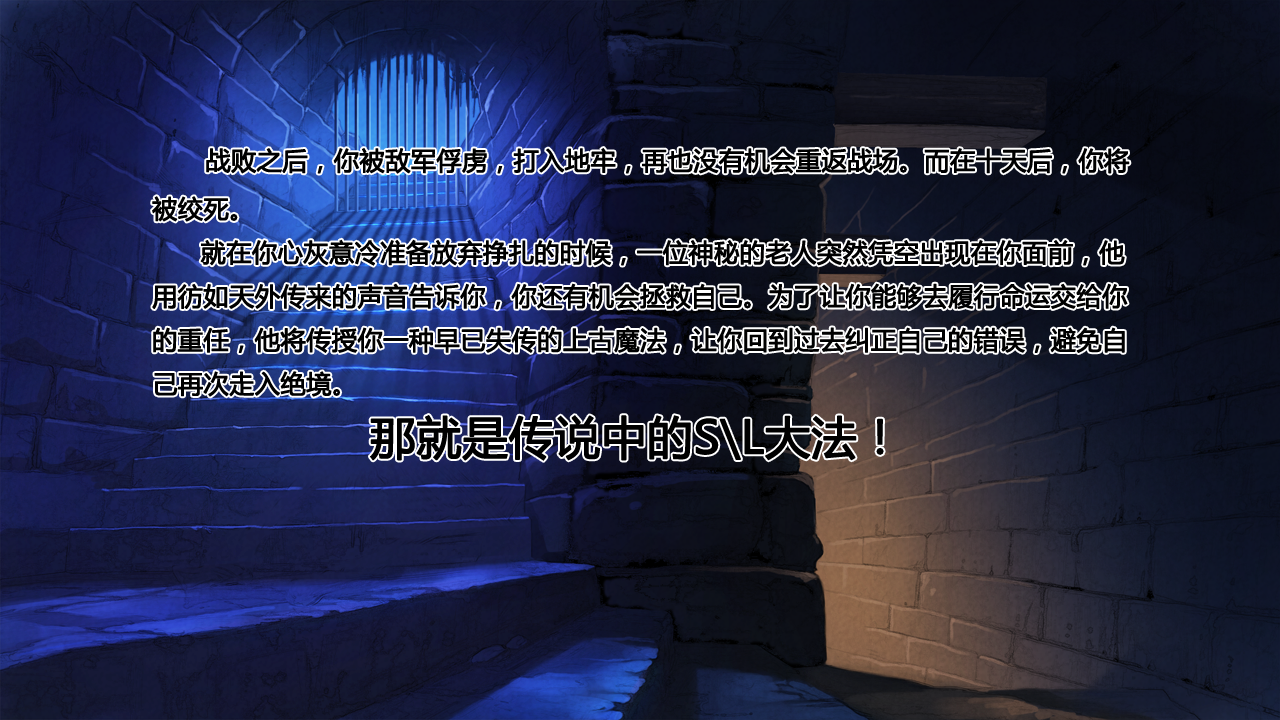 战败之后，你被敌军俘虏，打入地牢，再也没有机会重返战场。而在十天后，你将
被绞死。
就在你心灰意冷准备放弃挣扎的时候，一位神秘的老人突然凭空出现在你面前，他
用彷如天外传来的声音告诉你，你还有机会拯救自己。为了让你能够去履行命运交给你
的重任，他将传授你一种早已失传的上古魔法，让你回到过去纠正自己的错误，避免自
己再次走入绝境。
那就是传说中的S\L大法！